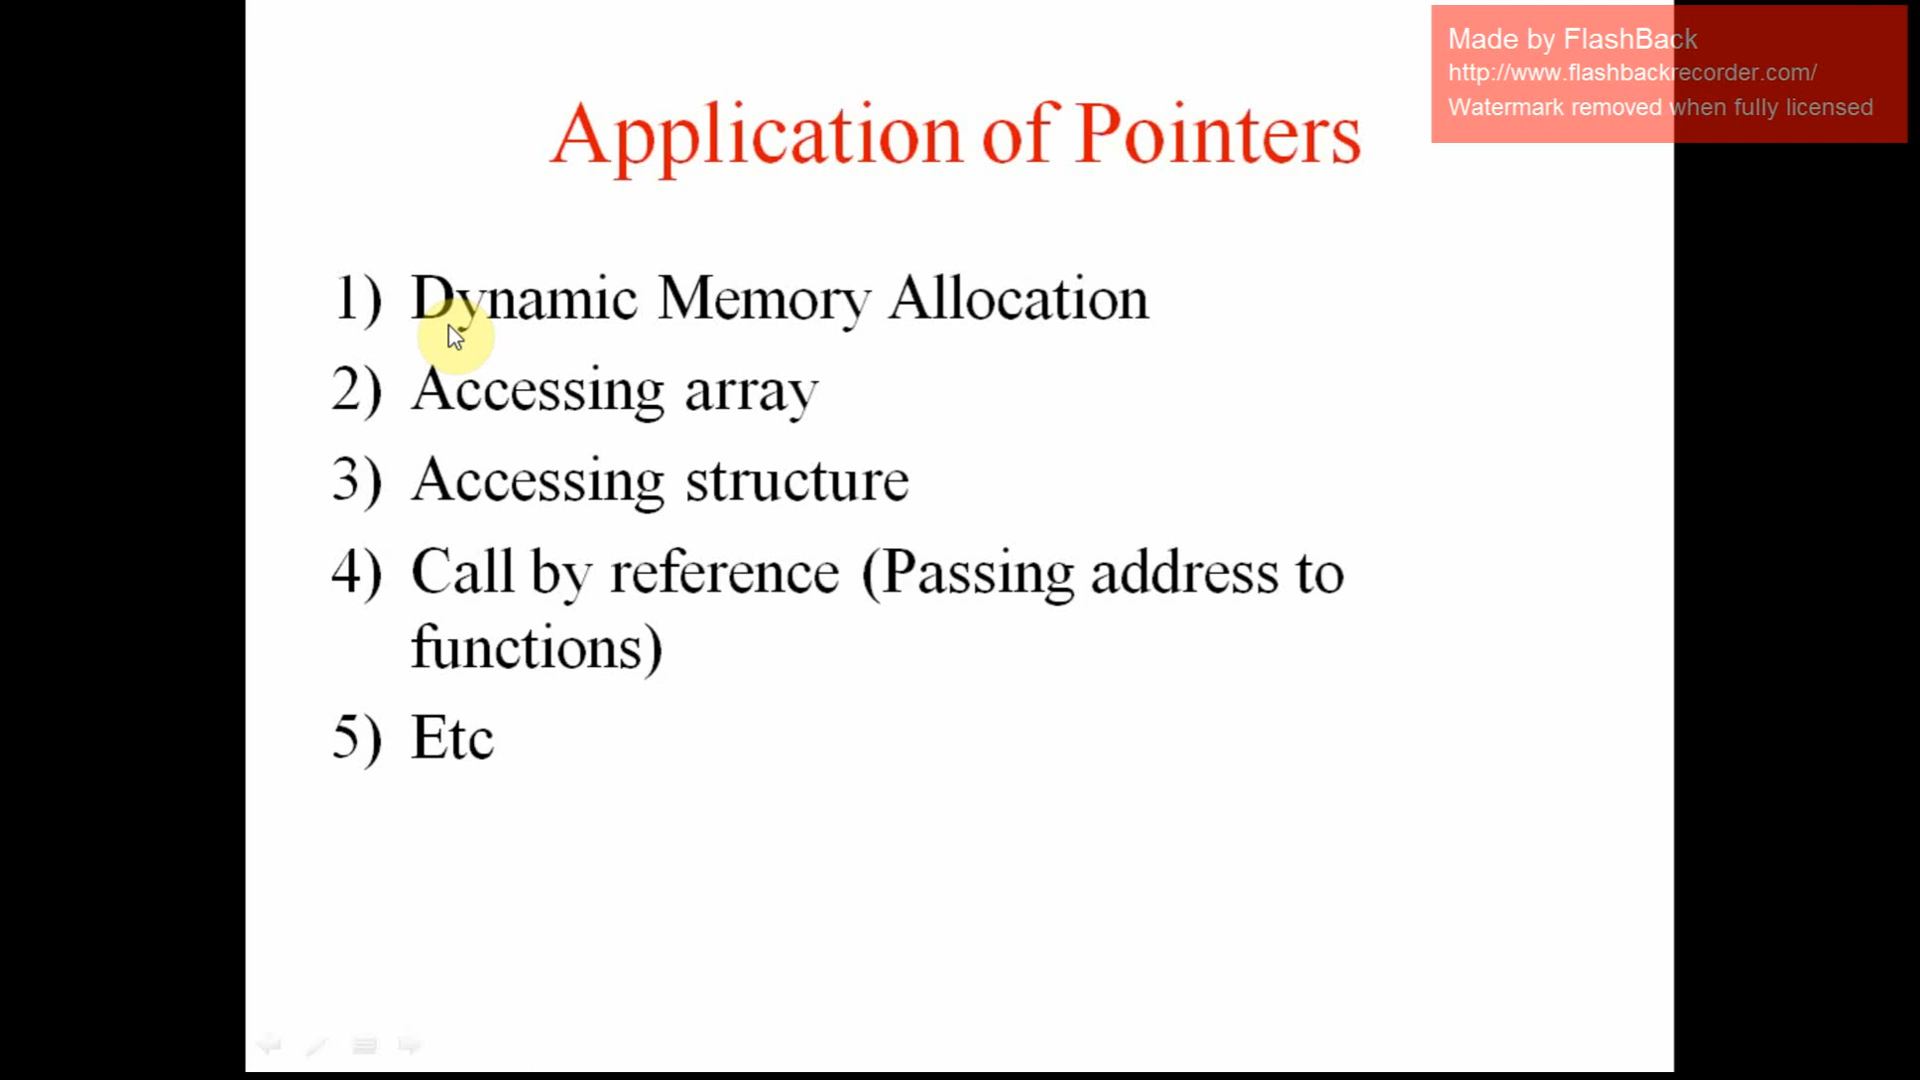 Made by FlashBack
http://www.flashbackrecorder.com/
Watermark removed when fully licensed
Application of Pointers
1) Dynamic Memory Allocation
2) Accessing array
3) Accessing structure
4) Call by reference (Passing address to
functions)
5) Etc